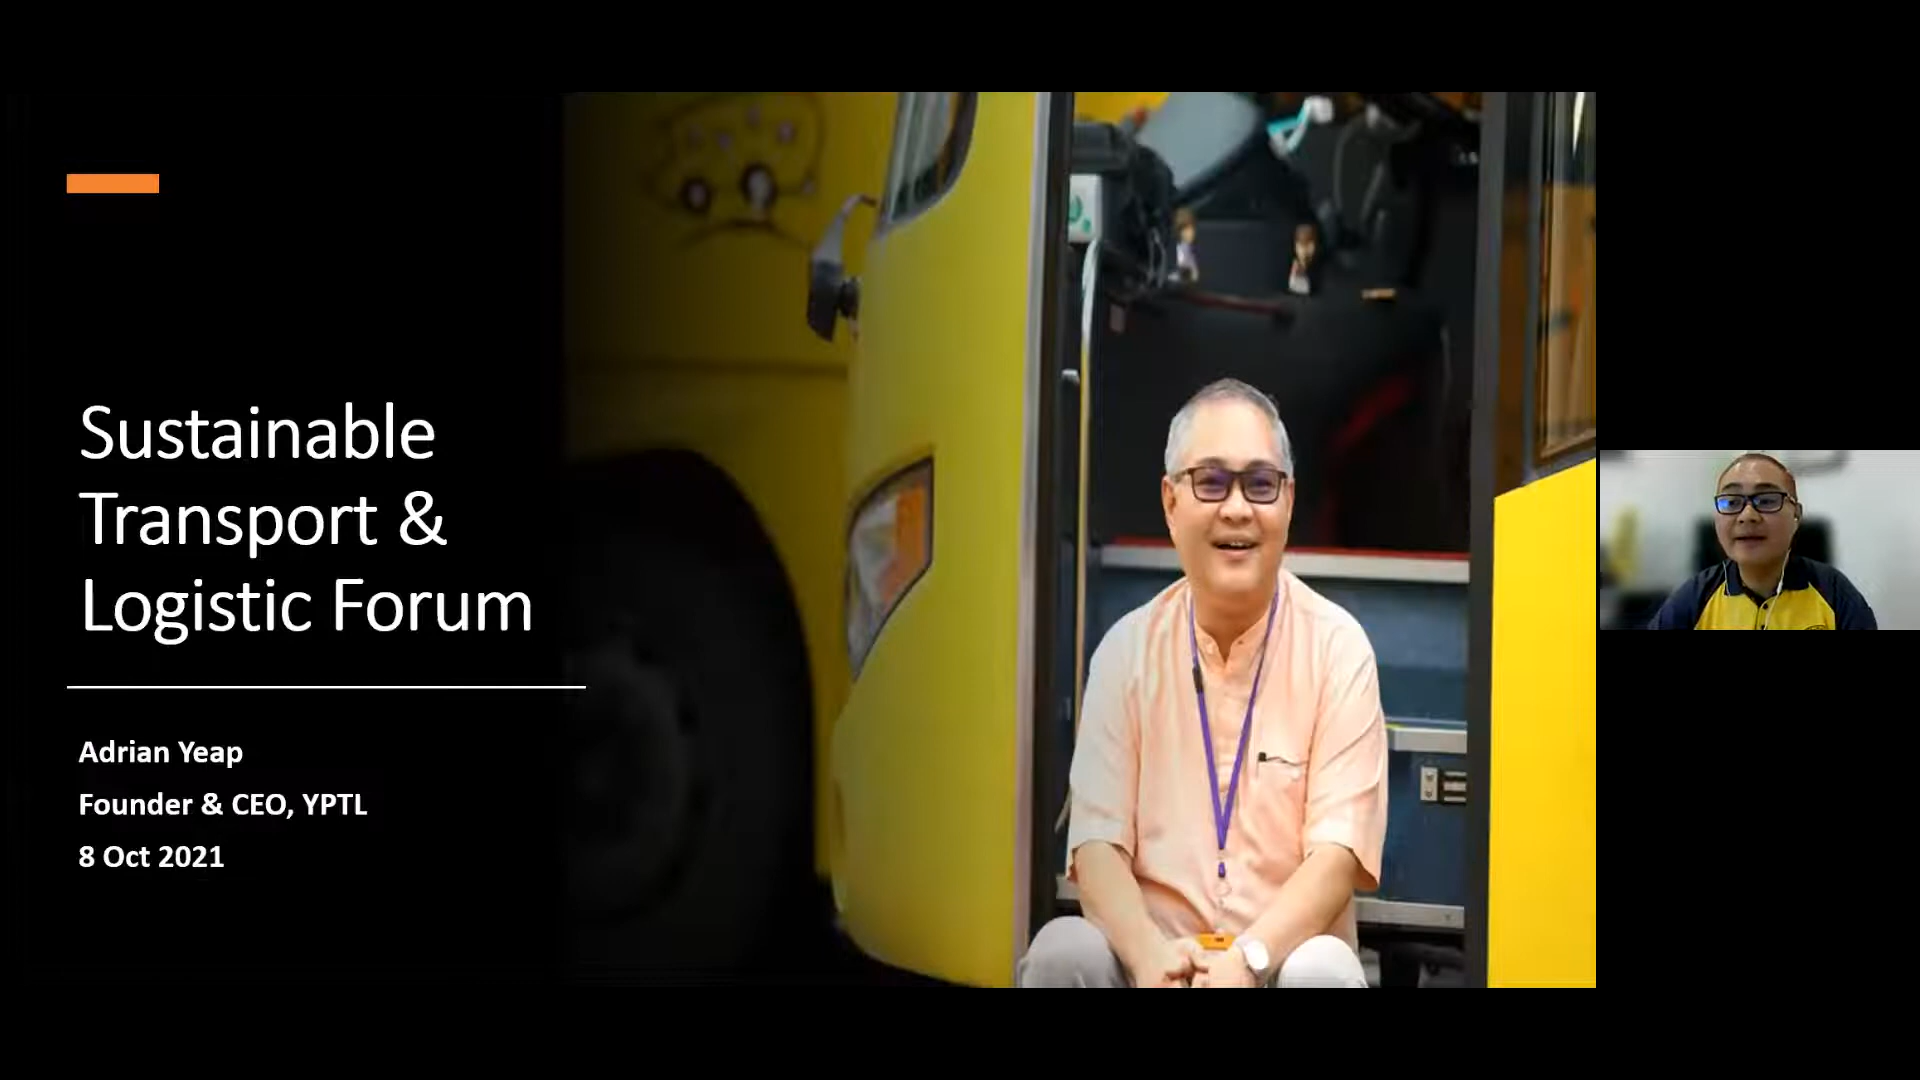 Sustainable
Transport &
Logistic Forum
Adrian Yeap
Founder & CEO, YPTL
8 Oct 2021